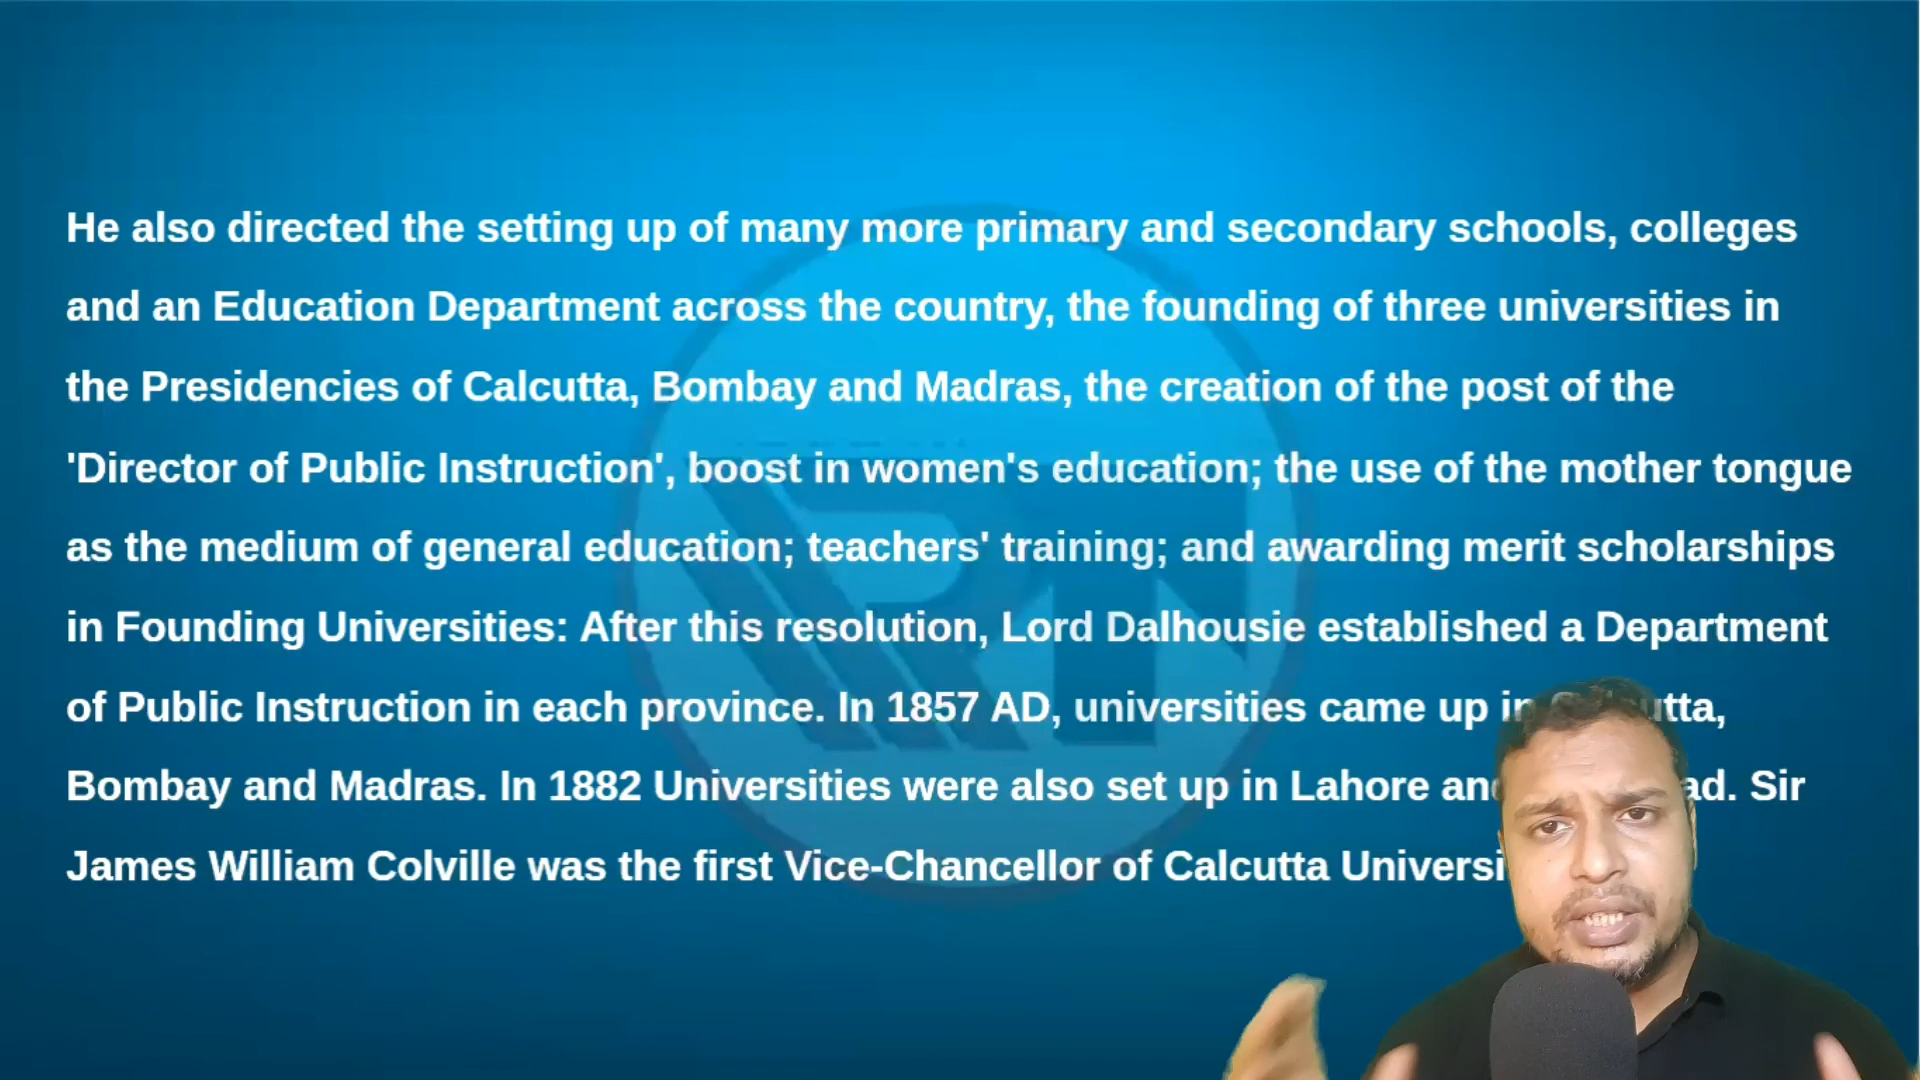 He also directed the setting up of many more primary and secondary schools, colleges
and an Education Department across the country, the founding of three universities in
the Presidencies of Calcutta, Bombay and Madras, the creation of the post of the
'Director of Public Instruction', boost in women's education; the use of the mother tongue
as the medium of general education; teachers' training; and awarding merit scholarships
in Founding Universities: After this resolution, Lord Dalhousie established a Department
of Public Instruction in each province. In 1857 AD, universities came up in Calcutta,
Bombay and Madras. In 1882 Universities were also set up in Lahore and Sir
James William Colville was the first Vice-Chancellor of Calcutta